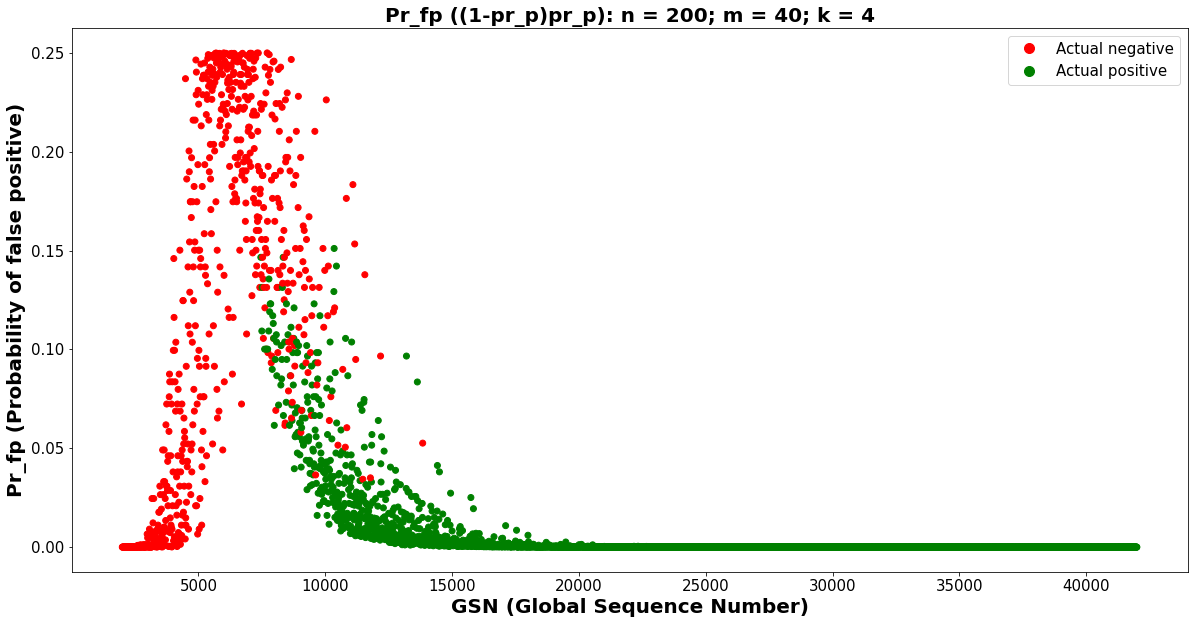 Pr_fp ((1-pr_p)pr_p): n = 200; m = 40; k = 4
Actual negative
Actual positive
Pr_fp (Probability of false positive)
0.25
0.20
0.15
0.10
0.05
0.00
5000 10000 15000 20000 25000 30000 35000 40000
GSN (Global Sequence Number)